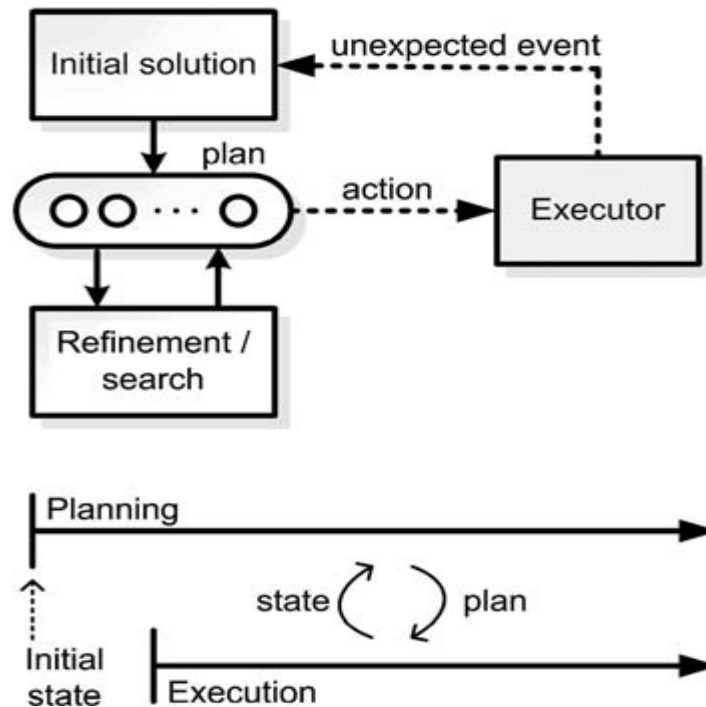 unexpected event
Initial solution
plan
action
Executor
Refinement /
search
Planning
state
plan
Initial
state
Execution